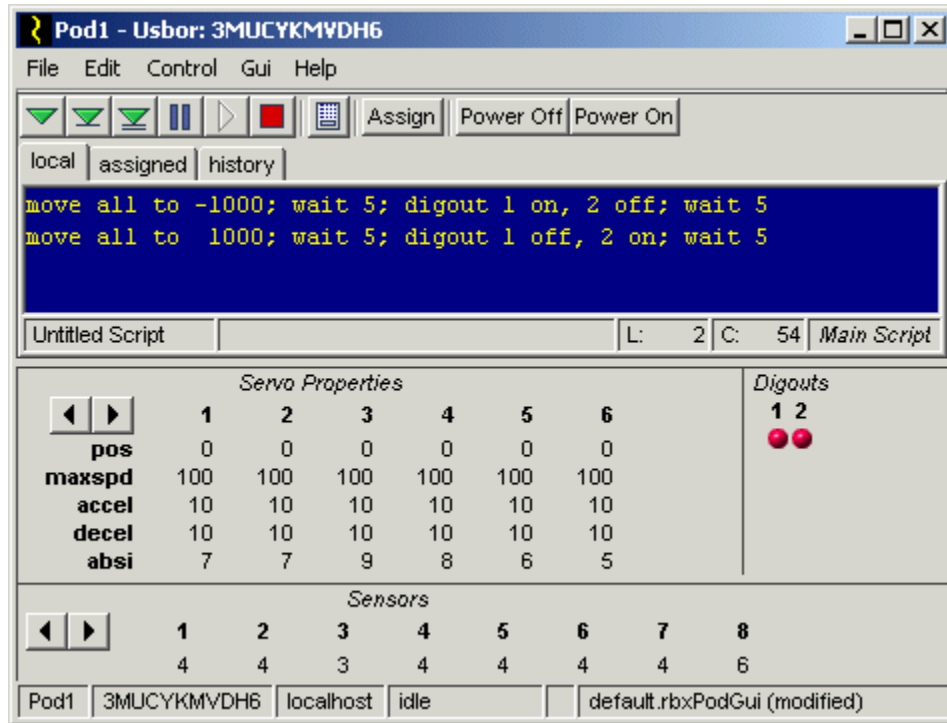 Pod1 - Usbor: 3MUCYKMVDH6
File Edit Control Gui Help
Assign Power Off Power On
local assigned history
move all to -1000; wait 5; digout 1 on, 2 off; wait 5
move all to  1000; wait 5; digout 1 off, 2 on; wait 5
Untitled Script L: 2 C: 54 Main Script
Servo Properties Digouts
1 2 3 4 5 6 1 2
pos 0 0 0 0 0 0
maxspd 100 100 100 100 100 100
accel 10 10 10 10 10 10
decel 10 10 10 10 10 10
absi 7 7 9 8 6 5
Sensors
1 2 3 4 5 6 7 8
4 4 3 4 4 4 4 6
Pod1 3MUCYKMVDH6 localhost idle default.rbxPodGui (modified)